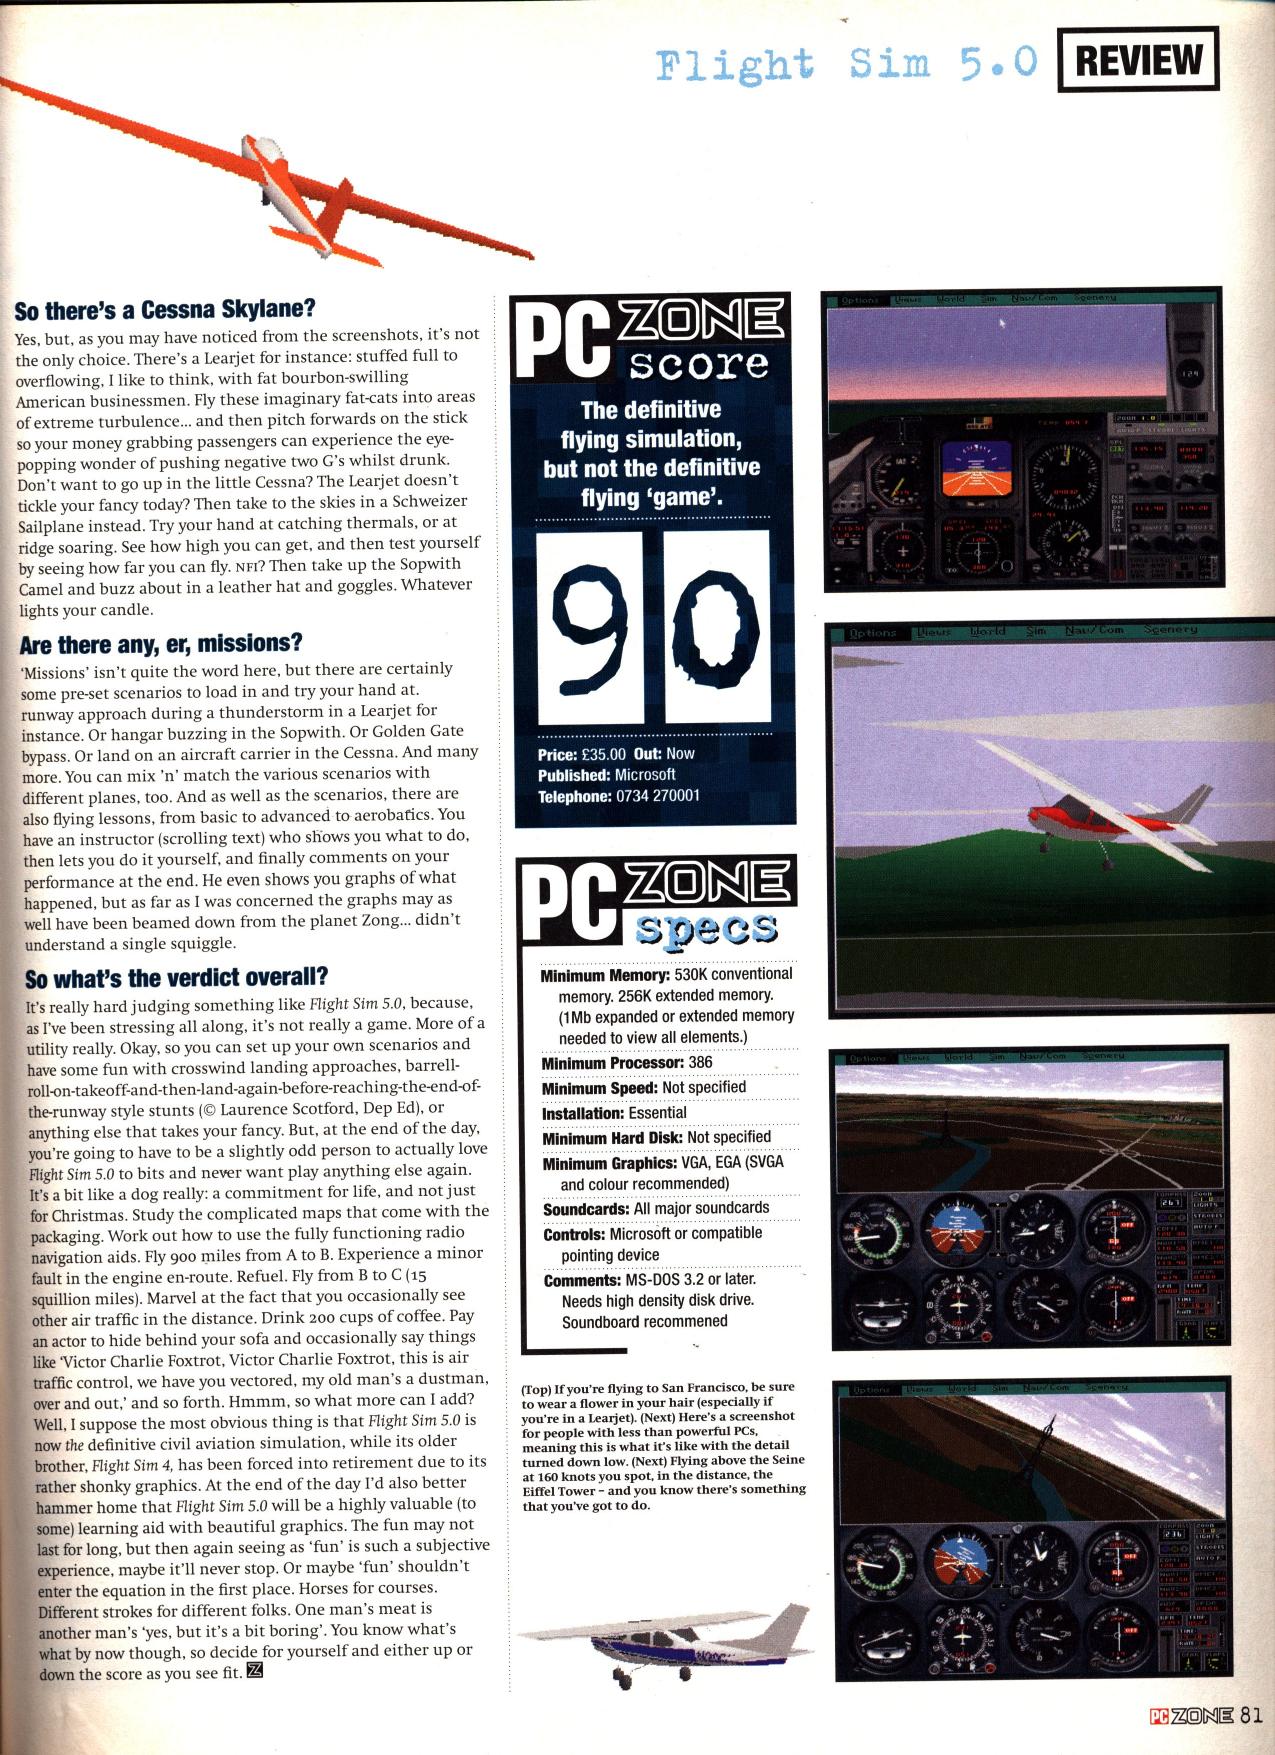 Flight Sim 5.0 REVIEW
So there's a Cessna Skylane?
Yes, but, as you may have noticed from the screenshots, it's not
the only choice. There's a Learjet for instance: stuffed full to
overflowing, I like to think, with fat bourbon-swilling
American businessmen. Fly these imaginary fat-cats into areas
of extreme turbulence... and then pitch forwards on the stick
so your money grabbing passengers can experience the eye-
popping wonder of pushing negative two G's whilst drunk.
Don't want to go up in the little Cessna? The Learjet doesn't
tickle your fancy today? Then take to the skies in a Schweizer
Sailplane instead. Try your hand at catching thermals, or at
ridge soaring. See how high you can get, and then test yourself
by seeing how far you can fly. NFI? Then take up the Sopwith
Camel and buzz about in a leather hat and goggles. Whatever
lights your candle.
Are there any, er, missions?
'Missions' isn't quite the word here, but there are certainly
some pre-set scenarios to load in and try your hand at.
runway approach during a thunderstorm in a Learjet for
instance. Or hangar buzzing in the Sopwith. Or Golden Gate
bypass. Or land on an aircraft carrier in the Cessna. And many
more. You can mix 'n' match the various scenarios with
different planes, too. And as well as the scenarios, there are
also flying lessons, from basic to advanced to aerobatics. You
have an instructor (scrolling text) who shows you what to do,
then lets you do it yourself, and finally comments on your
performance at the end. He even shows you graphs of what
happened, but as far as I was concerned the graphs may as
well have been beamed down from the planet Zong... didn't
understand a single squiggle.
So what's the verdict overall?
It's really hard judging something like Flight Sim 5.0, because,
as I've been stressing all along, it's not really a game. More of a
utility really. Okay, so you can set up your own scenarios and
have some fun with crosswind landing approaches, barrell-
roll-on-takeoff-and-then-land-again-before-reaching-the-end-of-
the-runway style stunts (© Laurence Scotford, Dep Ed), or
anything else that takes your fancy. But, at the end of the day,
you're going to have to be a slightly odd person to actually love
Flight Sim 5.0 to bits and never want play anything else again.
It's a bit like a dog really: a commitment for life, and not just
for Christmas. Study the complicated maps that come with the
packaging. Work out how to use the fully functioning radio
navigation aids. Fly 900 miles from A to B. Experience a minor
fault in the engine en-route. Refuel. Fly from B to C (15
squillion miles). Marvel at the fact that you occasionally see
other air traffic in the distance. Drink 200 cups of coffee. Pay
an actor to hide behind your sofa and occasionally say things
like 'Victor Charlie Foxtrot, Victor Charlie Foxtrot, this is air
traffic control, we have you vectored, my old man's a dustman,
over and out,' and so forth. Hmmm, so what more can I add?
Well, I suppose the most obvious thing is that Flight Sim 5.0 is
now the definitive civil aviation simulation, while its older
brother, Flight Sim 4, has been forced into retirement due to its
rather shonky graphics. At the end of the day I'd also better
hammer home that Flight Sim 5.0 will be a highly valuable (to
some) learning aid with beautiful graphics. The fun may not
last for long, but then again seeing as 'fun' is such a subjective
experience, maybe it'll never stop. Or maybe 'fun' shouldn't
enter the equation in the first place. Horses for courses.
Different strokes for different folks. One man's meat is
another man's 'yes, but it's a bit boring'. You know what's
what by now though, so decide for yourself and either up or
down the score as you see fit. Z
PC ZONE
score
The definitive
flying simulation,
but not the definitive
flying 'game'.
90
Price: £35.00 Out: Now
Published: Microsoft
Telephone: 0734 270001
PC ZONE
specs
Minimum Memory: 530K conventional
memory. 256K extended memory.
(1Mb expanded or extended memory
needed to view all elements.)
Minimum Processor: 386
Minimum Speed: Not specified
Installation: Essential
Minimum Hard Disk: Not specified
Minimum Graphics: VGA, EGA (SVGA
and colour recommended)
Soundcards: All major soundcards
Controls: Microsoft or compatible
pointing device
Comments: MS-DOS 3.2 or later.
Needs high density disk drive.
Soundboard recommened
(Top) If you're flying to San Francisco, be sure
to wear a flower in your hair (especially if
you're in a Learjet). (Next) Here's a screenshot
for people with less than powerful PCs,
meaning this is what it's like with the detail
turned down low. (Next) Flying above the Seine
at 160 knots you spot, in the distance, the
Eiffel Tower – and you know there's something
that you've got to do.
Options Views World Sim Nav/Com Scenery
Options Views World Sim Nav/Com Scenery
Options Views World Sim Nav/Com Scenery
Options Views World Sim Nav/Com Scenery
PC ZONE 81